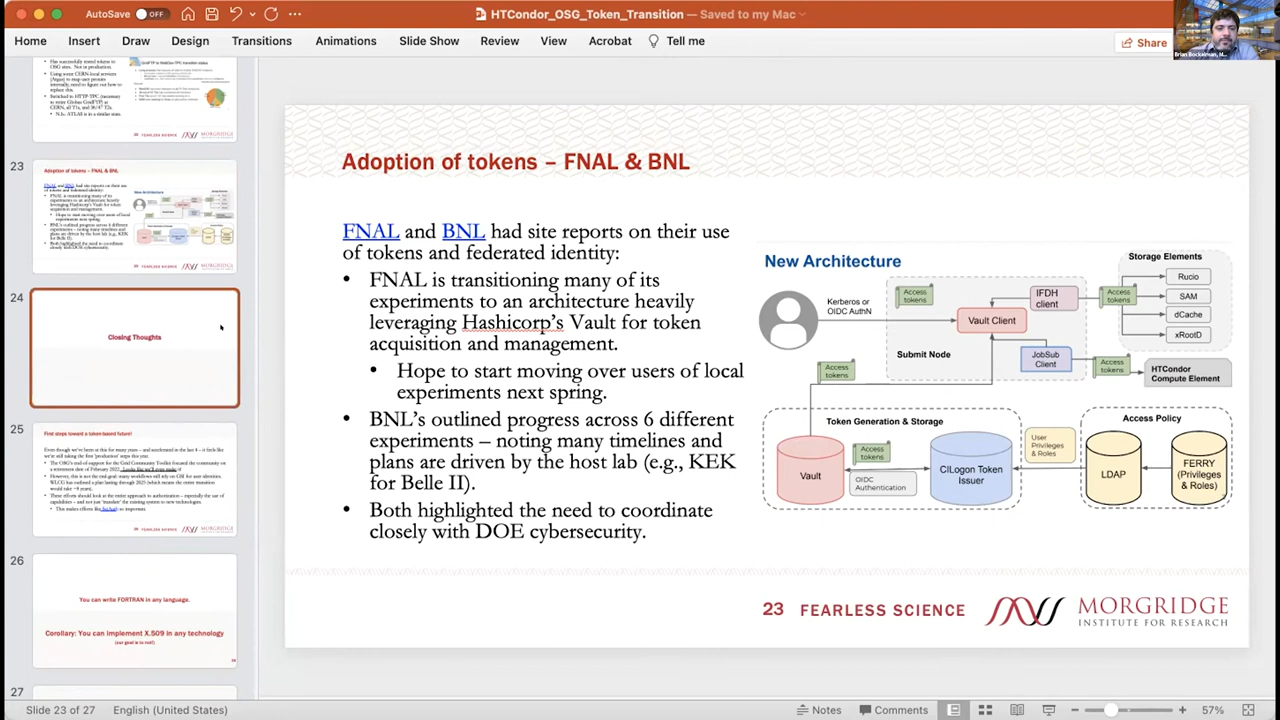 AutoSave
OFF
HTCondor_OSG_Token_Transition — Saved to my Mac
Home
Insert
Draw
Design
Transitions
Animations
Slide Show
Review
View
Acrobat
Tell me
Share
23
Adoption of tokens – FNAL & BNL
24
Closing Thoughts
25
First steps toward a token-based future!
26
You can write FORTRAN in any language.
Corollary: You can implement X.509 in any technology
(our goal is to not!)
27
Adoption of tokens – FNAL & BNL
FNAL and BNL had site reports on their use
of tokens and federated identity:
• FNAL is transitioning many of its
experiments to an architecture heavily
leveraging Hashicorp's Vault for token
acquisition and management.
• Hope to start moving over users of local
experiments next spring.
• BNL's outlined progress across 6 different
experiments – noting many timelines and
plans are driven by the host lab (e.g., KEK
for Belle II).
• Both highlighted the need to coordinate
closely with DOE cybersecurity.
New Architecture
Kerberos or
OIDC AuthN
Access
tokens
Vault Client
IFDH
client
Submit Node
JobSub
Client
Access
tokens
Access
tokens
Access
tokens
Storage Elements
Rucio
SAM
dCache
xRootD
HTCondor
Compute Element
Token Generation & Storage
Vault
Access
tokens
OIDC
Authentication
CILogon Token
Issuer
User
Privileges
& Roles
Access Policy
LDAP
FERRY
(Privileges
& Roles)
23 FEARLESS SCIENCE
MORGRIDGE
INSTITUTE FOR RESEARCH
Slide 23 of 27
English (United States)
Notes
Comments
57%